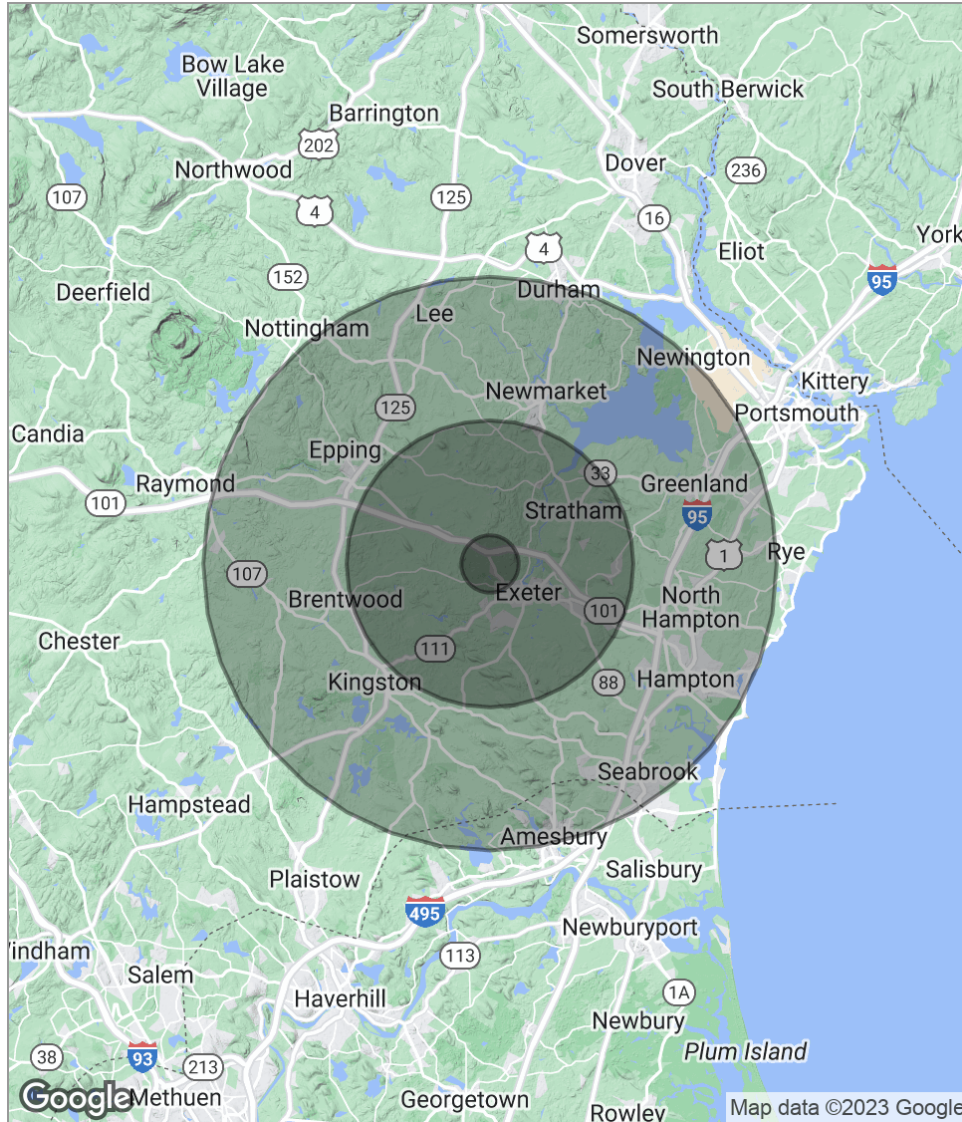 Somersworth
Bow Lake
Village
South Berwick
Barrington
202
Dover
Northwood
236
107
125
4
16
York
4
Eliot
95
152
Deerfield
Durham
Lee
Nottingham
Newington
Kittery
Newmarket
125
Portsmouth
Candia
Epping
33
Raymond
Greenland
101
Stratham
95
Rye
1
107
Exeter
Brentwood
101
North
Hampton
Chester
111
Kingston
88
Hampton
Seabrook
Hampstead
Amesbury
Salisbury
Plaistow
495
Newburyport
113
Windham
Salem
1A
Haverhill
Newbury
Plum Island
38
93
213
Methuen
Google
Georgetown
Rowley
Map data ©2023 Google